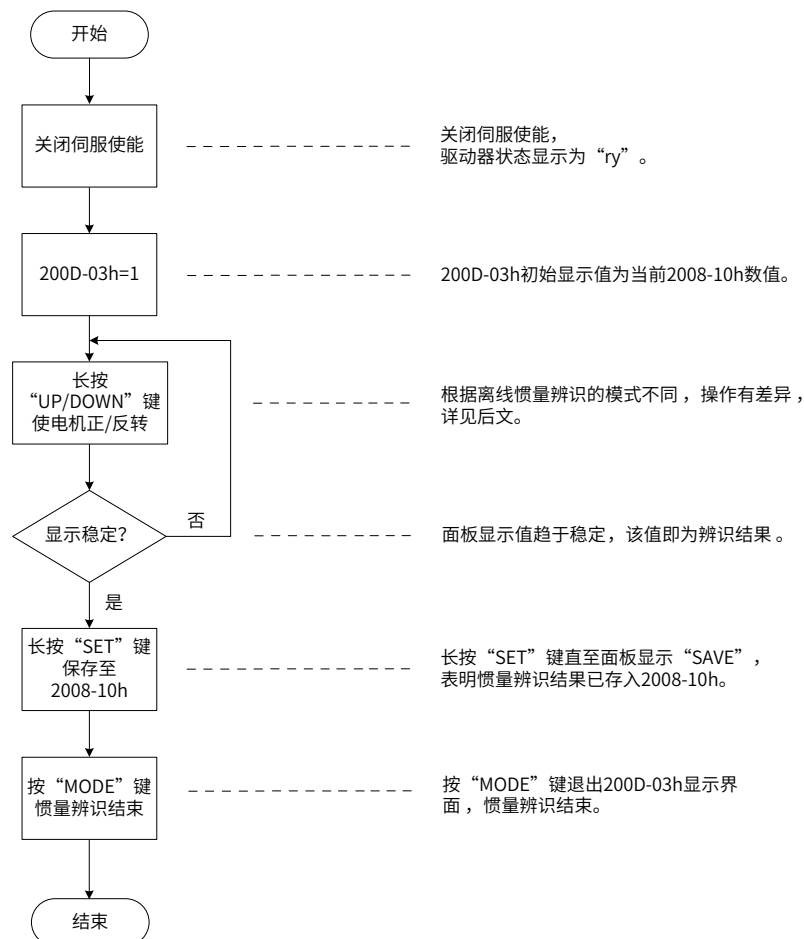 开始
关闭伺服使能
关闭伺服使能，
驱动器状态显示为“ry”。
200D-03h=1
200D-03h初始显示值为当前2008-10h数值。
长按
“UP/DOWN”键
使电机正/反转
根据离线惯量辨识的模式不同，操作有差异，
详见后文。
显示稳定？
否
面板显示值趋于稳定，该值即为辨识结果。
是
长按“SET”键
保存至
2008-10h
长按“SET”键直至面板显示“SAVE”，
表明惯量辨识结果已存入2008-10h。
按“MODE”键
惯量辨识结束
按“MODE”键退出200D-03h显示界
面，惯量辨识结束。
结束